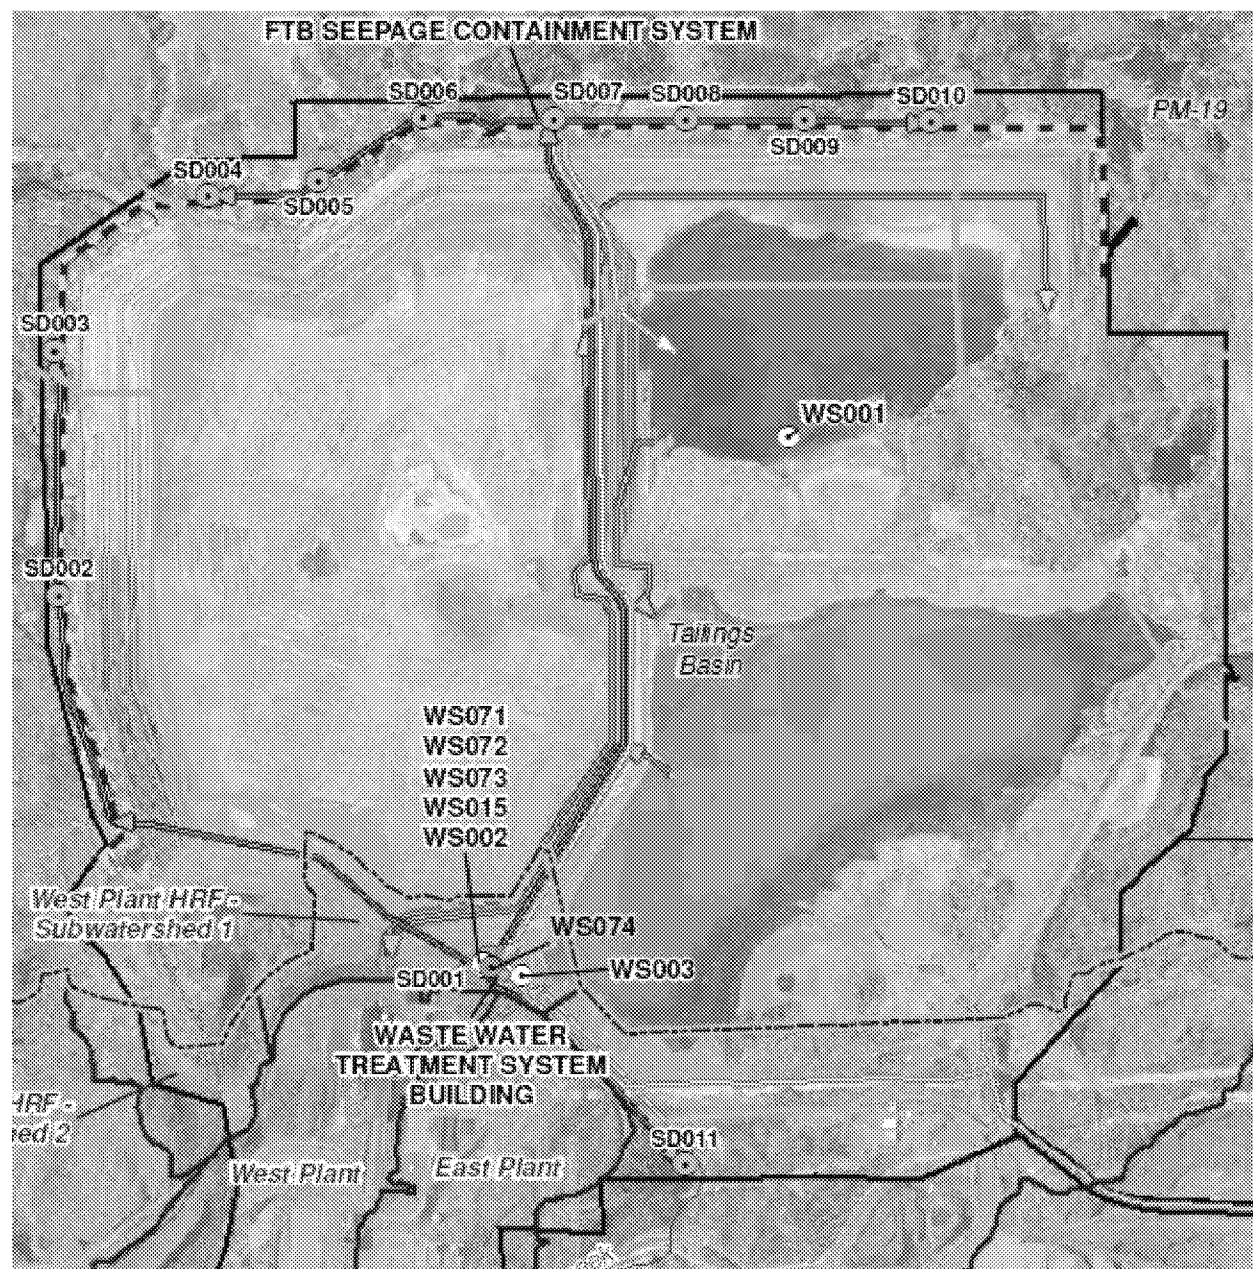 FTB SEEPAGE CONTAINMENT SYSTEM
SD006
SD007
SD008
SD010
PM-19
SD009
SD004
SD005
SD003
WS001
SD002
Tailings
Basin
WS071
WS072
WS073
WS015
WS002
West Plant HRF -
Subwatershed 1
WS074
WS003
SD001
WASTE WATER
TREATMENT SYSTEM
BUILDING
HRF -
hed 2
SD011
West Plant
East Plant